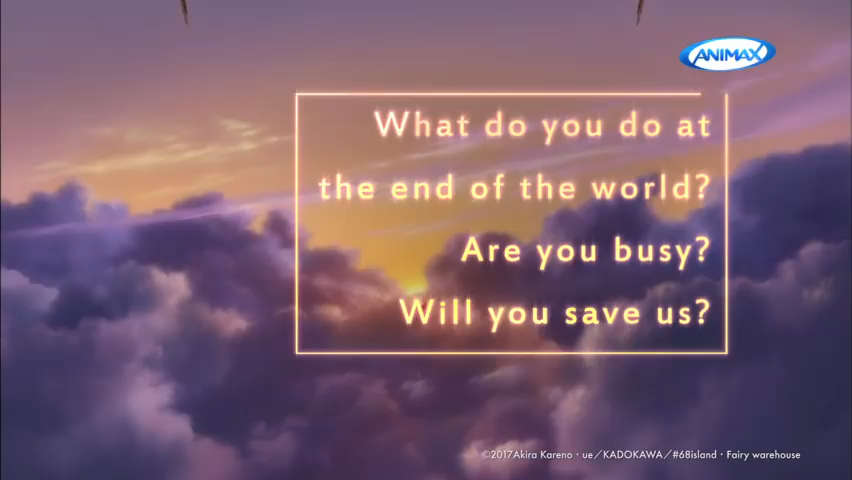 ANIMAX
What do you do at
the end of the world?
Are you busy?
Will you save us?
©2017Akira Kareno・ue／KADOKAWA／#68island・Fairy warehouse